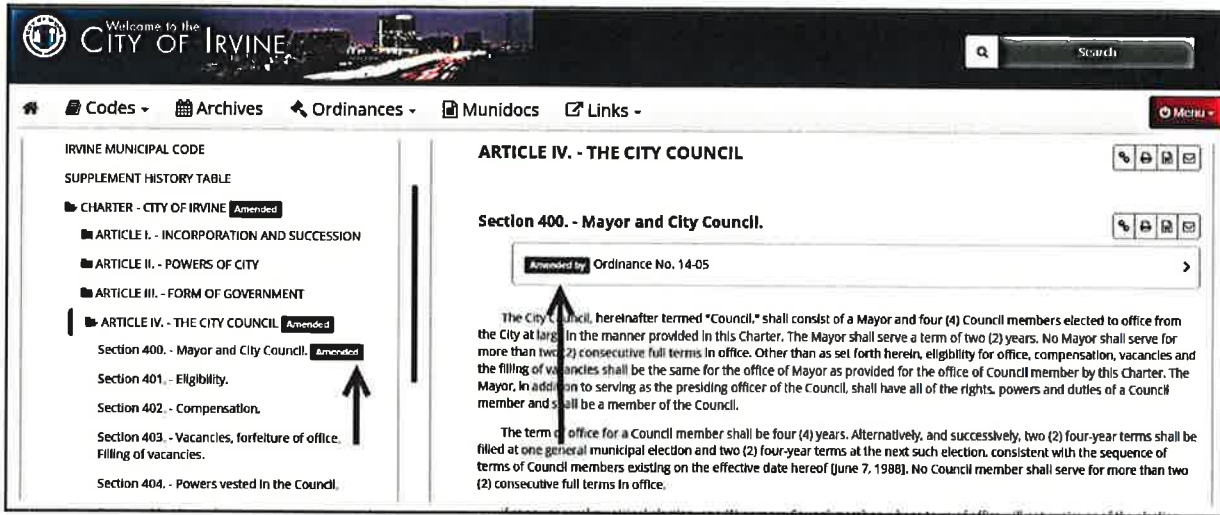 Welcome to the
CITY OF IRVINE
Search
Codes
Archives
Ordinances
Munidocs
Links
Menu
IRVINE MUNICIPAL CODE
SUPPLEMENT HISTORY TABLE
CHARTER - CITY OF IRVINE Amended
ARTICLE I. - INCORPORATION AND SUCCESSION
ARTICLE II. - POWERS OF CITY
ARTICLE III. - FORM OF GOVERNMENT
ARTICLE IV. - THE CITY COUNCIL Amended
Section 400. - Mayor and City Council. Amended
Section 401. - Eligibility.
Section 402. - Compensation.
Section 403. - Vacancies, forfeiture of office.
Filling of vacancies.
Section 404. - Powers vested in the Council.
ARTICLE IV. - THE CITY COUNCIL
Section 400. - Mayor and City Council.
Amended by Ordinance No. 14-05
The City Council, hereinafter termed "Council," shall consist of a Mayor and four (4) Council members elected to office from
the City at large in the manner provided in this Charter. The Mayor shall serve a term of two (2) years. No Mayor shall serve for
more than two (2) consecutive full terms in office. Other than as set forth herein, eligibility for office, compensation, vacancies and
the filling of vacancies shall be the same for the office of Mayor as provided for the office of Council member by this Charter. The
Mayor, in addition to serving as the presiding officer of the Council, shall have all of the rights, powers and duties of a Council
member and shall be a member of the Council.
The term of office for a Council member shall be four (4) years. Alternatively, and successively, two (2) four-year terms shall be
filled at one general municipal election and two (2) four-year terms at the next such election, consistent with the sequence of
terms of Council members existing on the effective date hereof [June 7, 1988]. No Council member shall serve for more than two
(2) consecutive full terms in office.